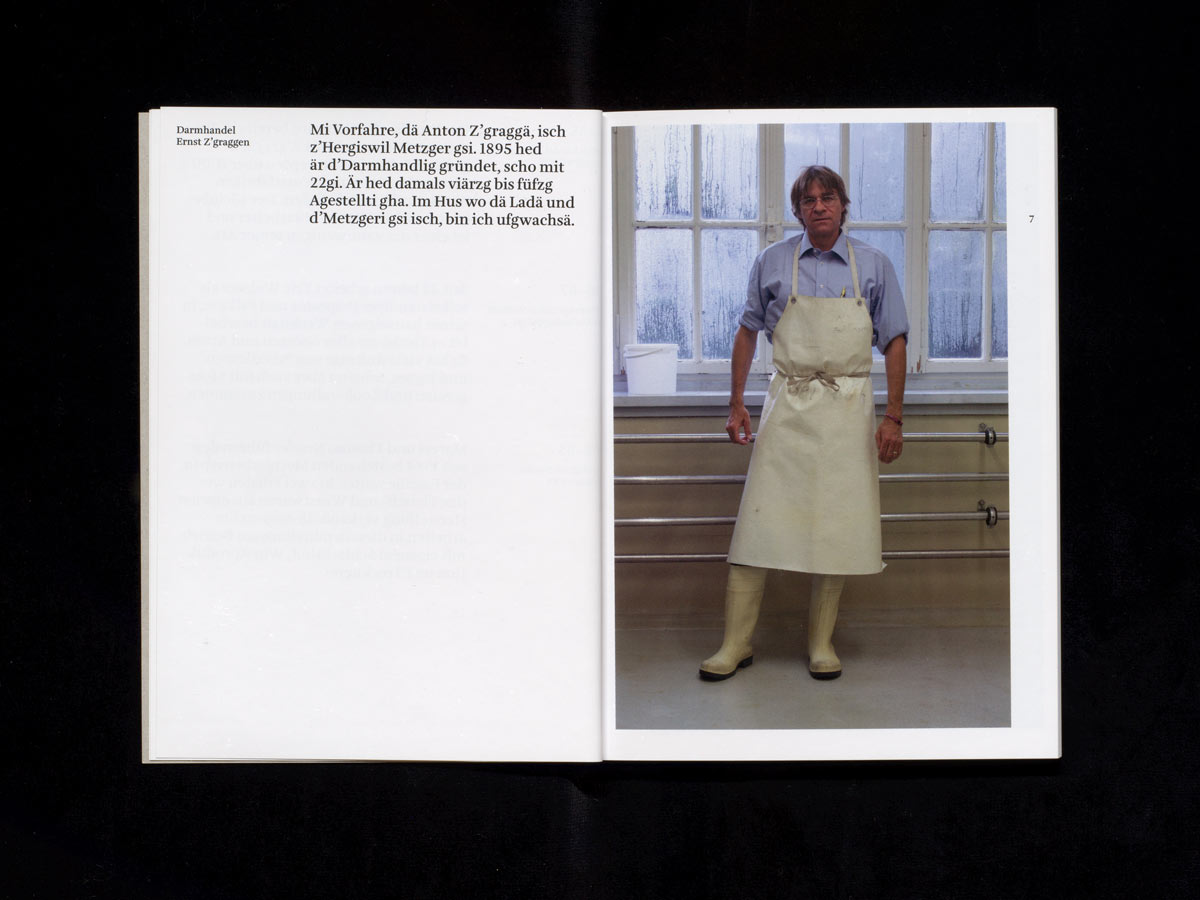 Darmhandel
Ernst Z’graggen
Mi Vorfahre, dä Anton Z’graggä, isch
z’Hergiswil Metzger gsi. 1895 hed
är d’Darmhandlig gründet, scho mit
22gi. Är hed damals viärzg bis füfzg
Agestellti gha. Im Hus wo dä Ladä und
d’Metzgeri gsi isch, bin ich ufgwachsä.
7